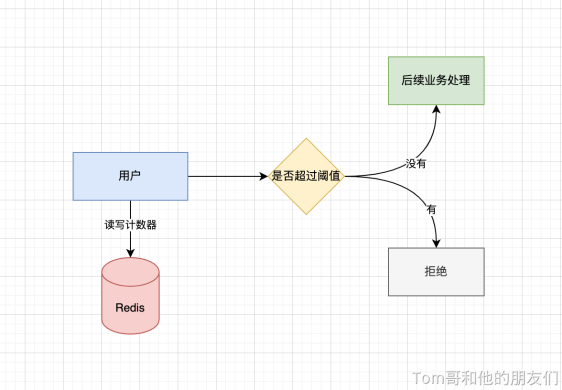 后续业务处理
没有
用户
是否超过阈值
有
读写计数器
拒绝
Redis
Tom哥和他的朋友们